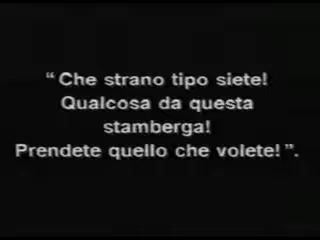 “Che strano tipo siete!
Qualcosa da questa
stamberga!
Prendete quello che volete!”.